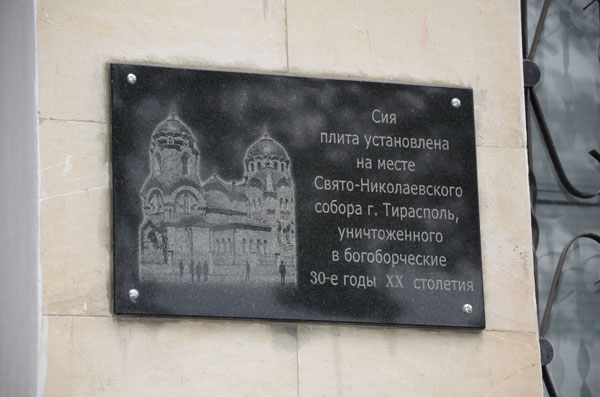 Сия
плита установлена
на месте
Свято-Николаевского
собора г. Тирасполь,
уничтоженного
в богоборческие
30-е годы XX столетия